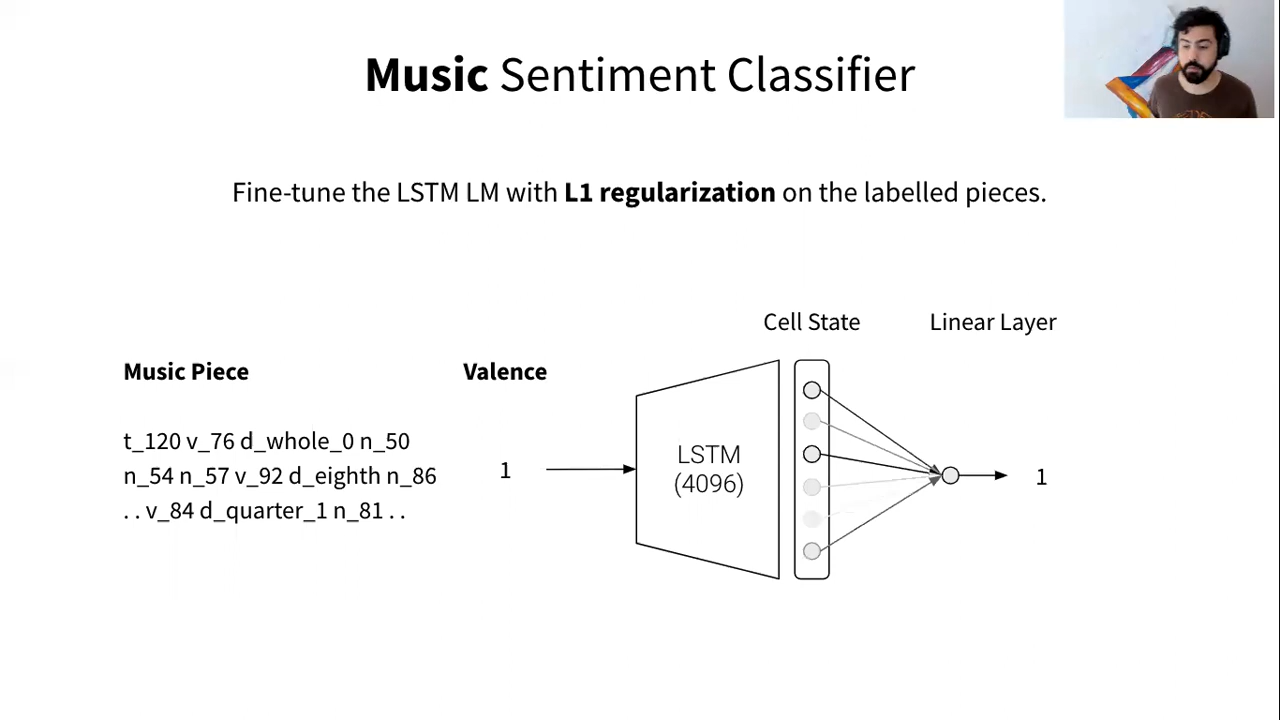 Music Sentiment Classifier
Fine-tune the LSTM LM with L1 regularization on the labelled pieces.
Cell State
Linear Layer
Music Piece
Valence
t_120 v_76 d_whole_0 n_50
n_54 n_57 v_92 d_eighth n_86
. . v_84 d_quarter_1 n_81 . .
1
LSTM
(4096)
1